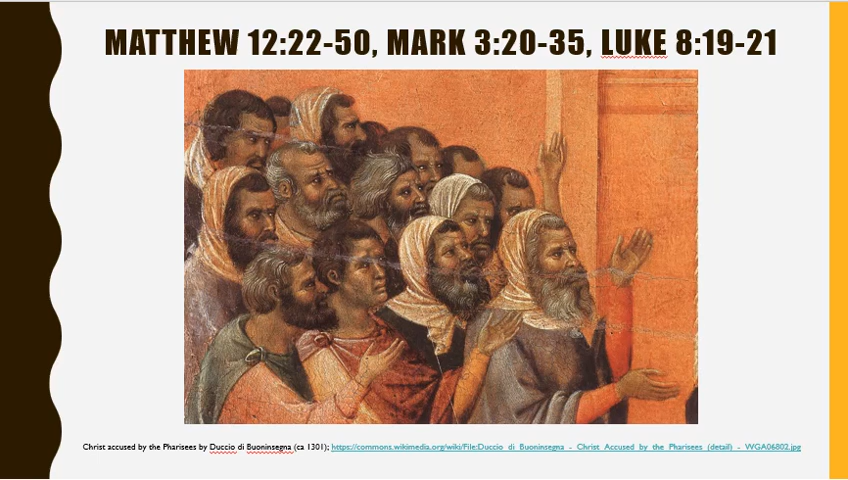 MATTHEW 12:22-50, MARK 3:20-35, LUKE 8:19-21
Christ accused by the Pharisees by Duccio di Buoninsegna (ca 1301); https://commons.wikimedia.org/wiki/File:Duccio_di_Buoninsegna_-_Christ_Accused_by_the_Pharisees_(detail)_-_WGA06802.jpg